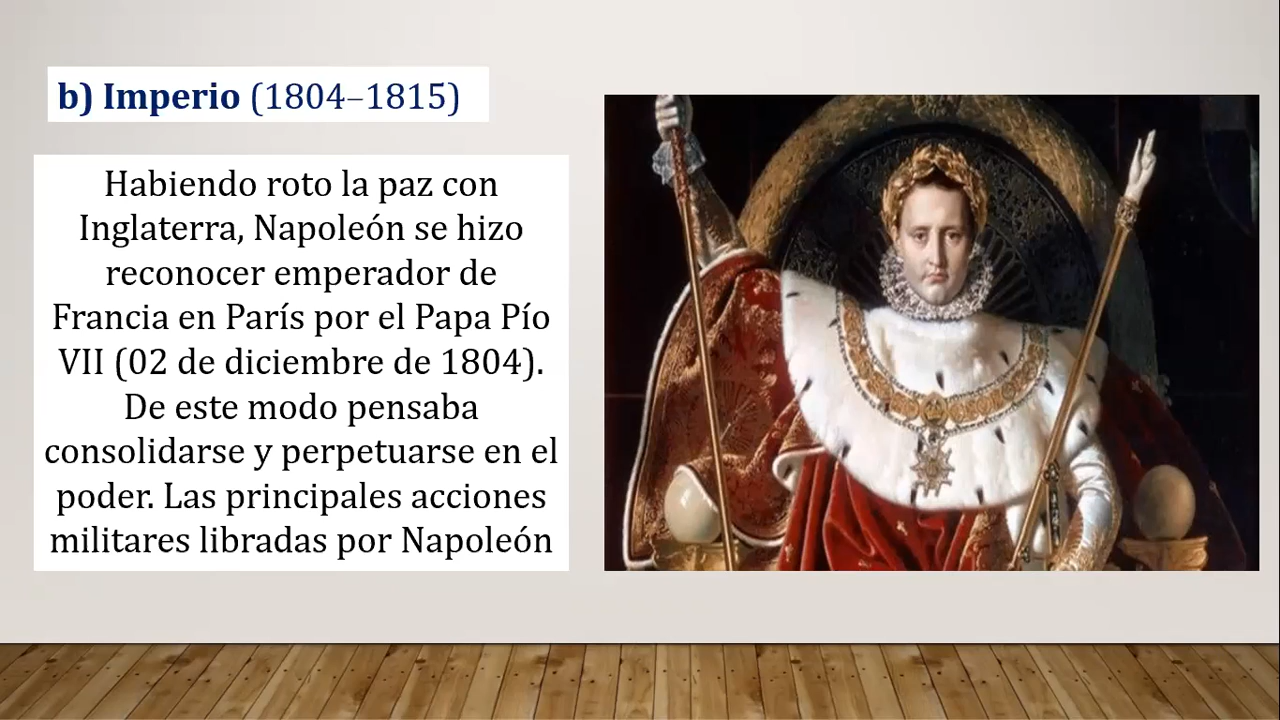 b) Imperio (1804–1815)
Habiendo roto la paz con
Inglaterra, Napoleón se hizo
reconocer emperador de
Francia en París por el Papa Pío
VII (02 de diciembre de 1804).
De este modo pensaba
consolidarse y perpetuarse en el
poder. Las principales acciones
militares libradas por Napoleón